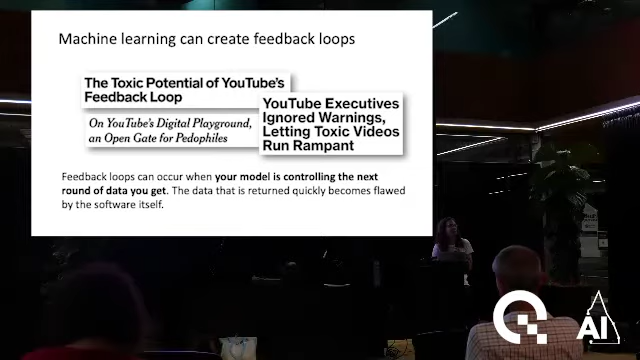 Machine learning can create feedback loops
The Toxic Potential of YouTube's
Feedback Loop
On YouTube's Digital Playground,
an Open Gate for Pedophiles
YouTube Executives
Ignored Warnings,
Letting Toxic Videos
Run Rampant
Feedback loops can occur when your model is controlling the next
round of data you get. The data that is returned quickly becomes flawed
by the software itself.
AI